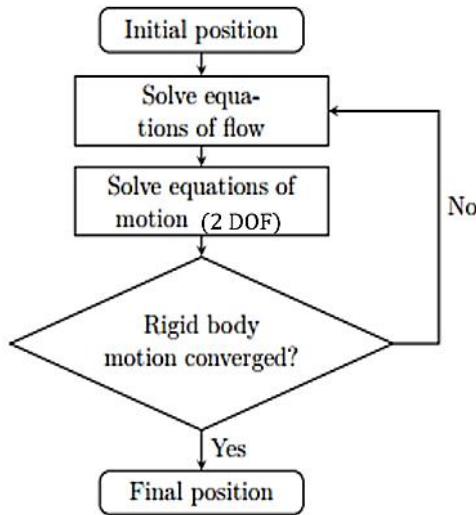 Initial position
Solve equa-
tions of flow
Solve equations of
motion (2 DOF)
No
Rigid body
motion converged?
Yes
Final position